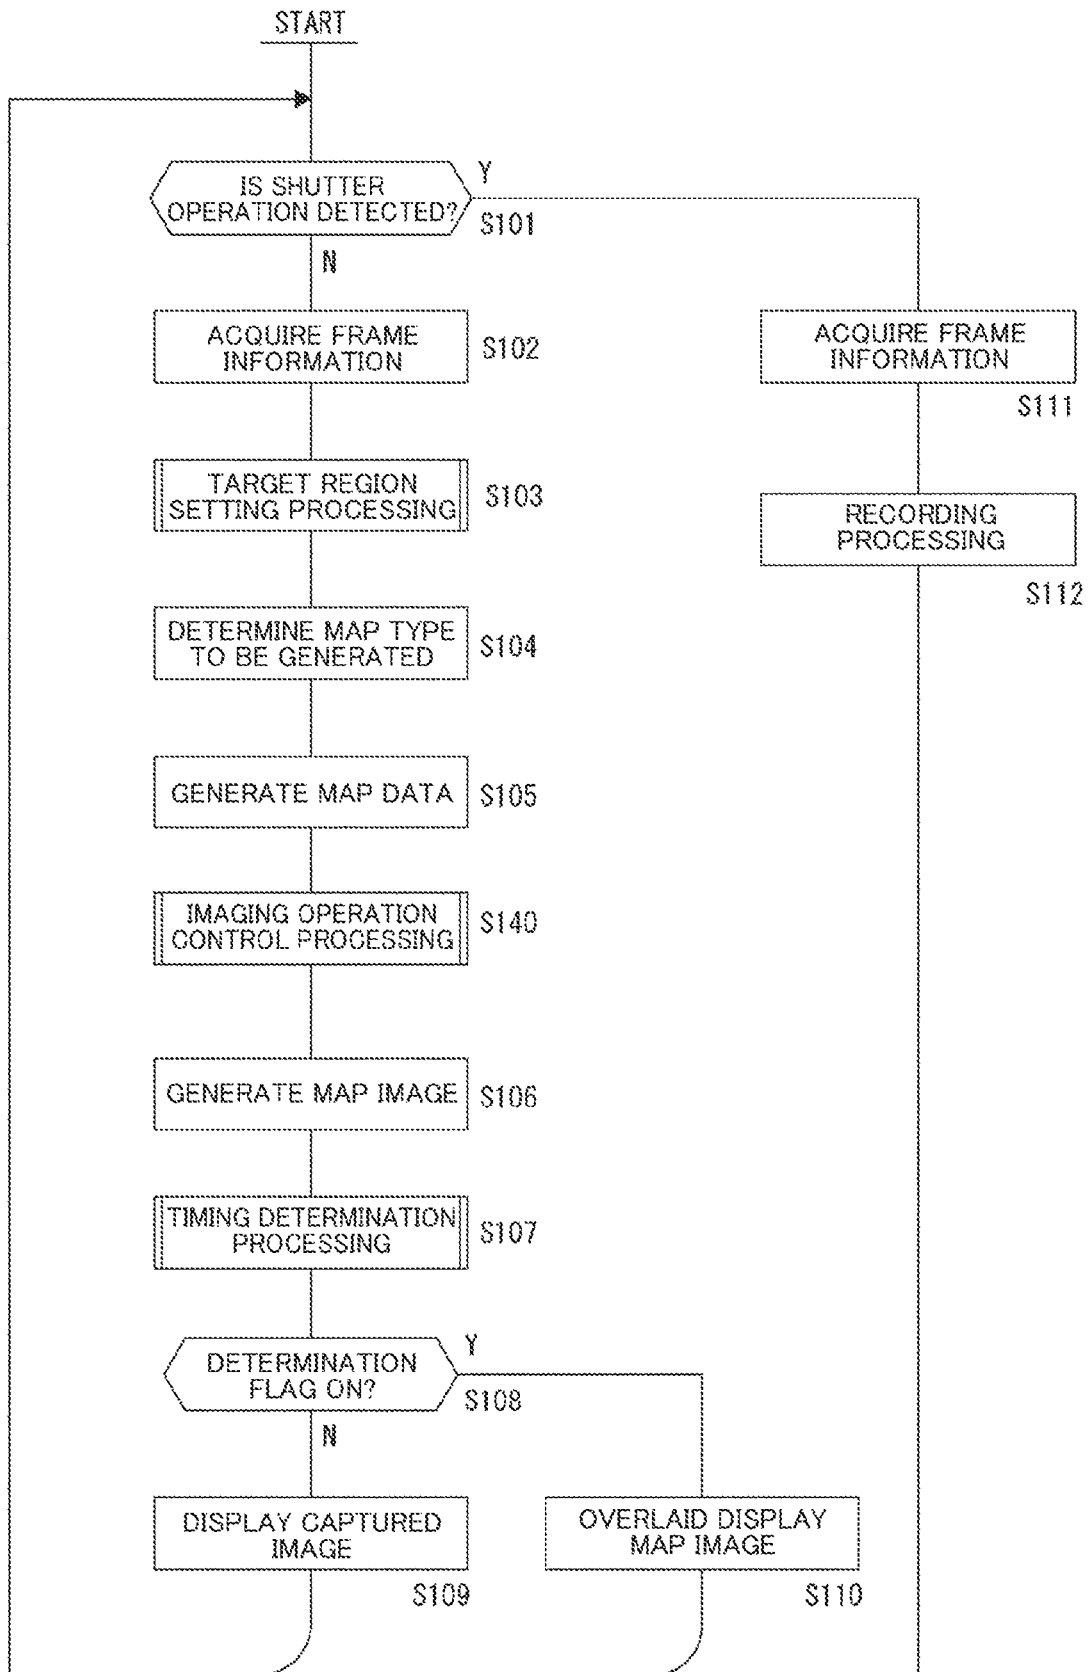 START
IS SHUTTER
OPERATION DETECTED?
Y
S101
N
ACQUIRE FRAME
INFORMATION
S102
ACQUIRE FRAME
INFORMATION
S111
TARGET REGION
SETTING PROCESSING
S103
RECORDING
PROCESSING
S112
DETERMINE MAP TYPE
TO BE GENERATED
S104
GENERATE MAP DATA
S105
IMAGING OPERATION
CONTROL PROCESSING
S140
GENERATE MAP IMAGE
S106
TIMING DETERMINATION
PROCESSING
S107
DETERMINATION
FLAG ON?
Y
S108
N
DISPLAY CAPTURED
IMAGE
S109
OVERLAID DISPLAY
MAP IMAGE
S110